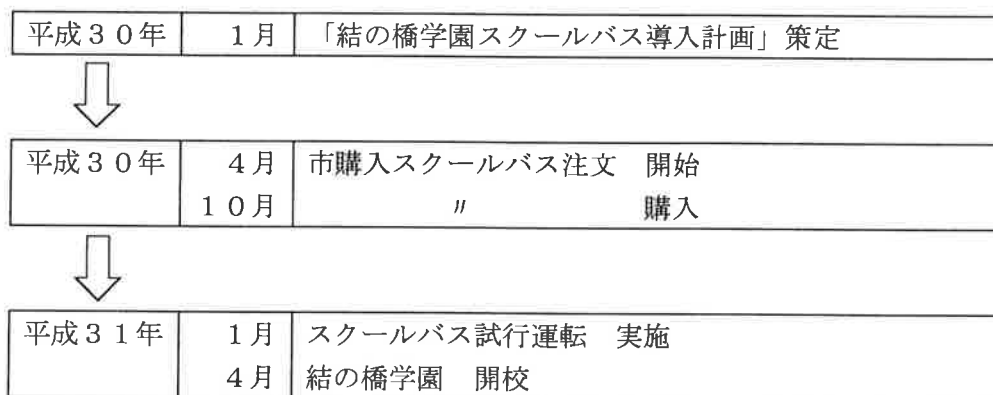 平成３０年 １月 「結の橋学園スクールバス導入計画」策定
平成３０年 ４月 市購入スクールバス注文 開始
１０月 〃 購入
平成３１年 １月 スクールバス試行運転 実施
４月 結の橋学園 開校